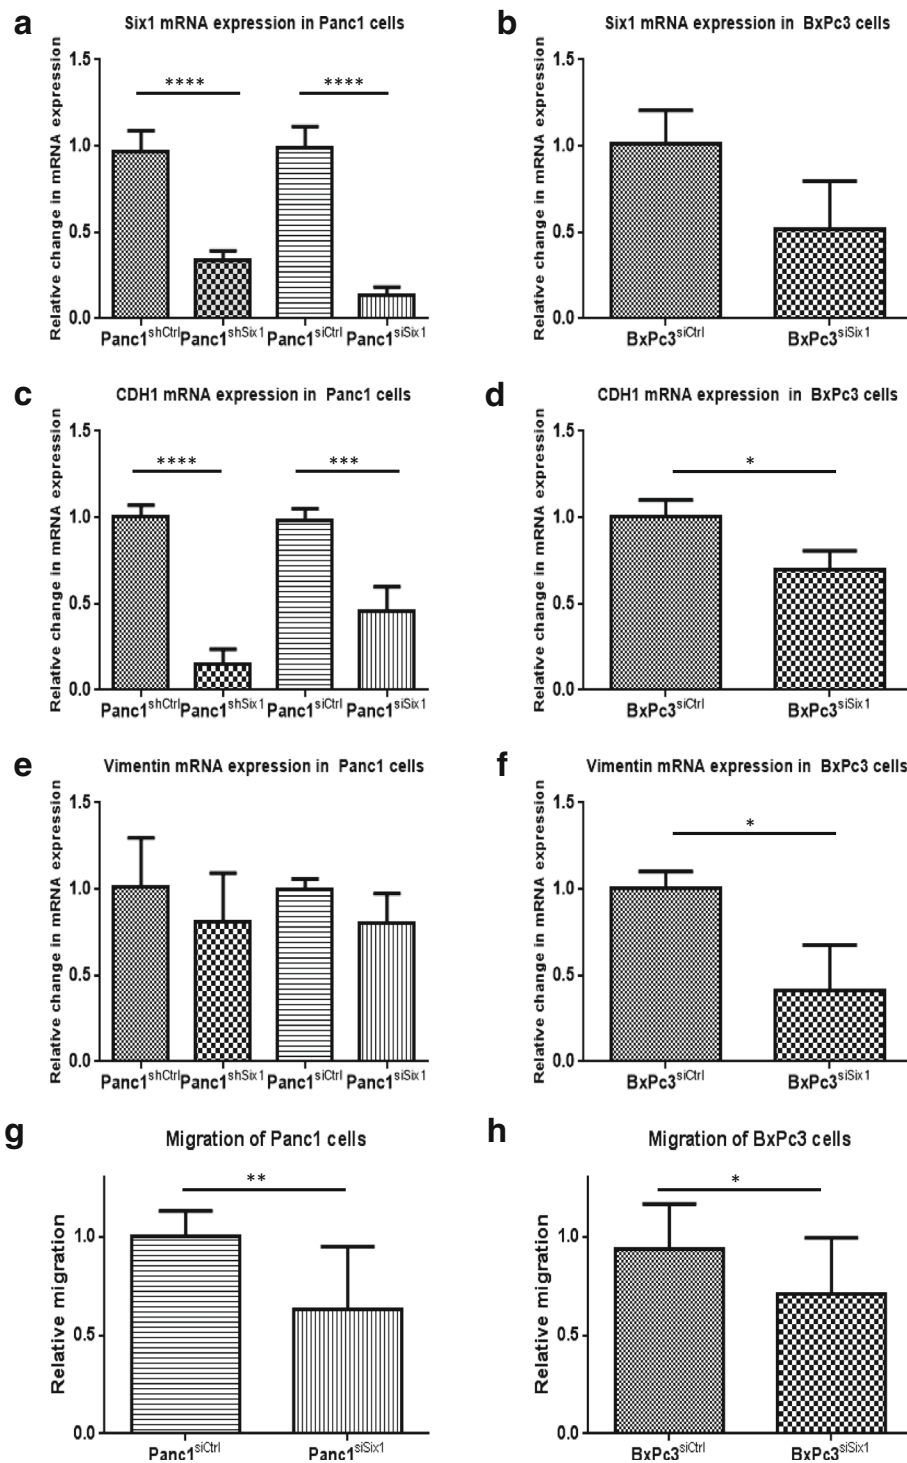 a
Six1 mRNA expression in Panc1 cells
Relative change in mRNA expression
1.5
1.0
0.5
0.0
****
****
Panc1shCtrl Panc1shSix1 Panc1siCtrl Panc1siSix1
b
Six1 mRNA expression in BxPc3 cells
Relative change in mRNA expression
1.5
1.0
0.5
0.0
BxPc3siCtrl BxPc3siSix1
c
CDH1 mRNA expression in Panc1 cells
Relative change in mRNA expression
1.5
1.0
0.5
0.0
****
***
Panc1shCtrl Panc1shSix1 Panc1siCtrl Panc1siSix1
d
CDH1 mRNA expression in BxPc3 cells
Relative change in mRNA expression
1.5
1.0
0.5
0.0
*
BxPc3siCtrl BxPc3siSix1
e
Vimentin mRNA expression in Panc1 cells
Relative change in mRNA expression
1.5
1.0
0.5
0.0
Panc1shCtrl Panc1shSix1 Panc1siCtrl Panc1siSix1
f
Vimentin mRNA expression in BxPc3 cells
Relative change in mRNA expression
1.5
1.0
0.5
0.0
*
BxPc3siCtrl BxPc3siSix1
g
Migration of Panc1 cells
Relative migration
1.0
0.5
0.0
**
Panc1siCtrl Panc1siSix1
h
Migration of BxPc3 cells
Relative migration
1.0
0.5
0.0
*
BxPc3siCtrl BxPc3siSix1